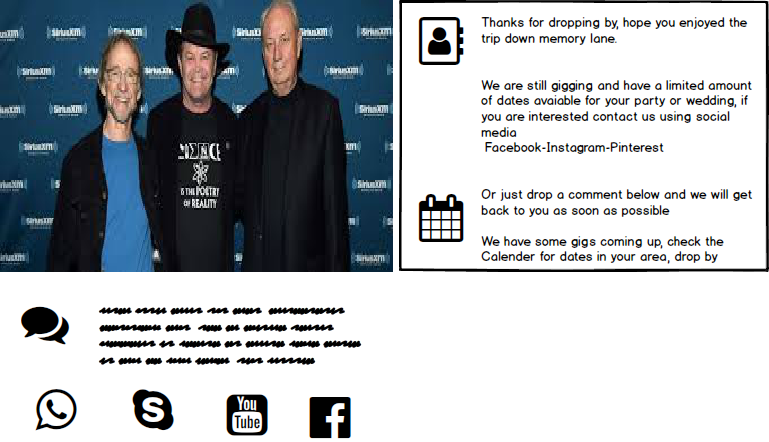 SiriusXM
SCIENCE
IS THE POETRY
OF REALITY
Thanks for dropping by, hope you enjoyed the
trip down memory lane.
We are still gigging and have a limited amount
of dates avaiable for your party or wedding, if
you are interested contact us using social
media
Facebook-Instagram-Pinterest
Or just drop a comment below and we will get
back to you as soon as possible
We have some gigs coming up, check the
Calender for dates in your area, drop by
You
Tube